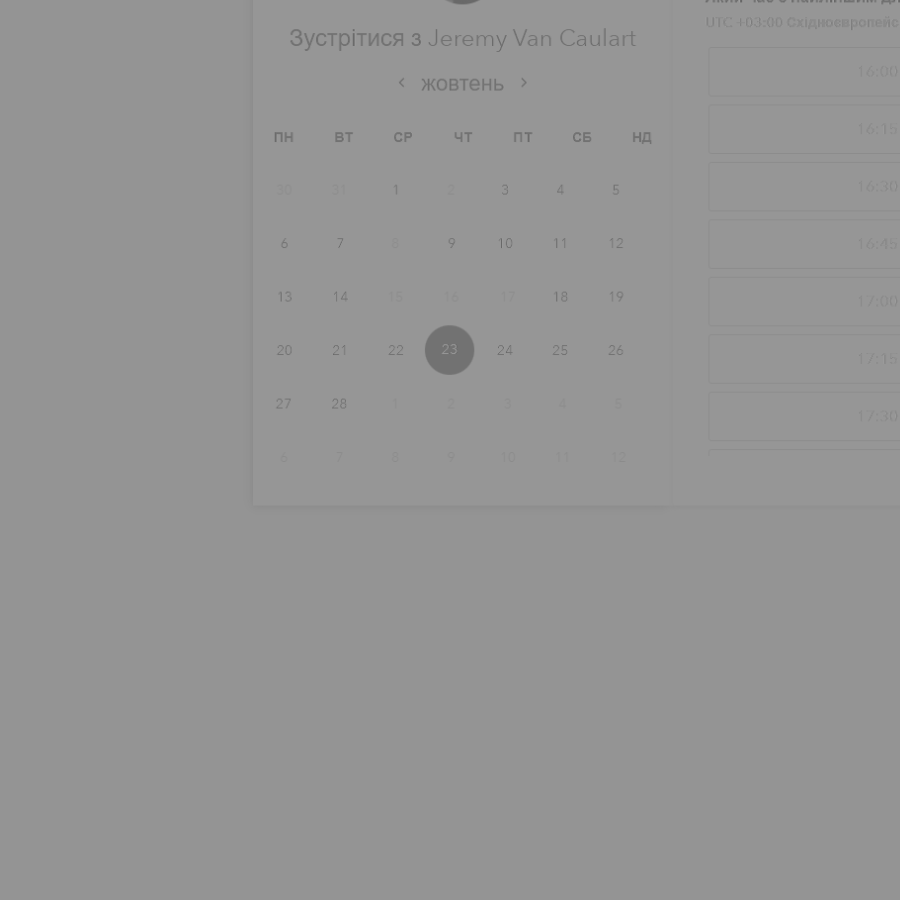 Зустрітися з Jeremy Van Caulart
жовтень
ПН ВТ СР ЧТ ПТ СБ НД
30 31 1 2 3 4 5
6 7 8 9 10 11 12
13 14 15 16 17 18 19
20 21 22 23 24 25 26
27 28 1 2 3 4 5
6 7 8 9 10 11 12
UTC +03:00 Східноєвропейс
16:00
16:15
16:30
16:45
17:00
17:15
17:30